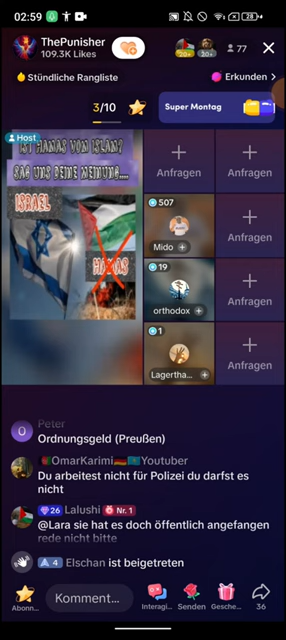 02:59
28
ThePunisher
109.3K Likes
20+
20+
77
Stündliche Rangliste
Erkunden >
3/10
Super Montag
Host
IST HAMAS VON ISLAM?
SAG UNS DEINE MEINUNG...
ISRAEL
HAMAS
Anfragen
Anfragen
507
Mido
Anfragen
19
orthodox
Anfragen
1
Lagertha...
Anfragen
Peter
O
Ordnungsgeld (Preußen)
OmarKarimi🇩🇪Youtuber
Du arbeitest nicht für Polizei du darfst es
nicht
26 Lalushi Nr. 1
@Lara sie hat es doch öffentlich angefangen
rede nicht bitte
4 Elschan ist beigetreten
Abonn...
Komment...
Interagi...
Senden
Gesche...
36